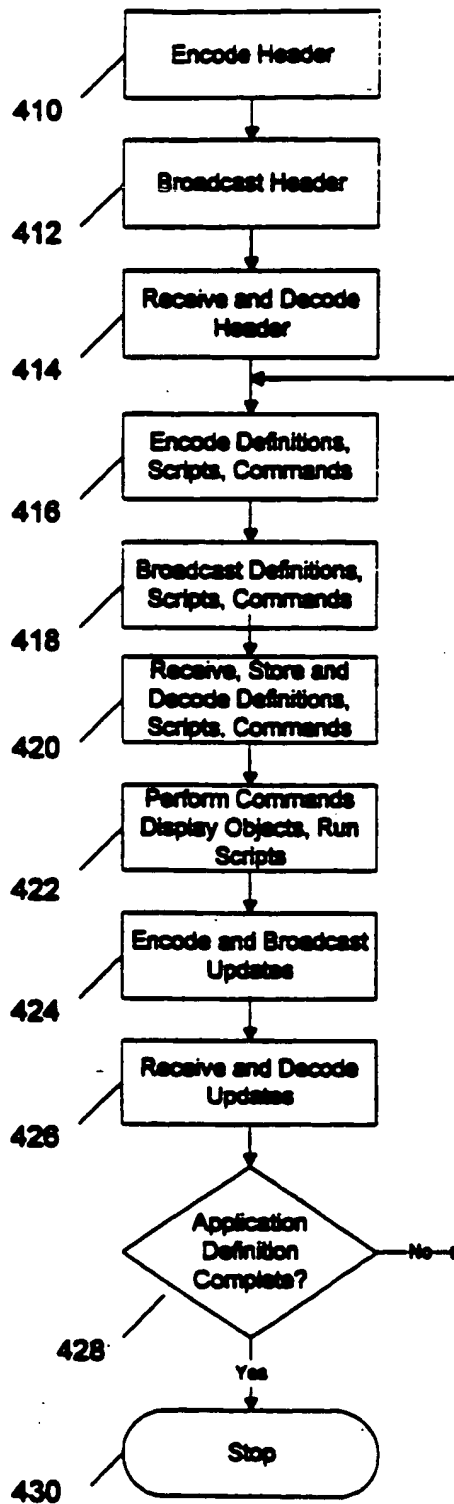 Encode Header
410
Broadcast Header
412
Receive and Decode
Header
414
Encode Definitions,
Scripts, Commands
416
Broadcast Definitions,
Scripts, Commands
418
Receive, Store and
Decode Definitions,
Scripts, Commands
420
Perform Commands
Display Objects, Run
Scripts
422
Encode and Broadcast
Updates
424
Receive and Decode
Updates
426
Application
Definition
Complete?
No
428
Yes
Stop
430